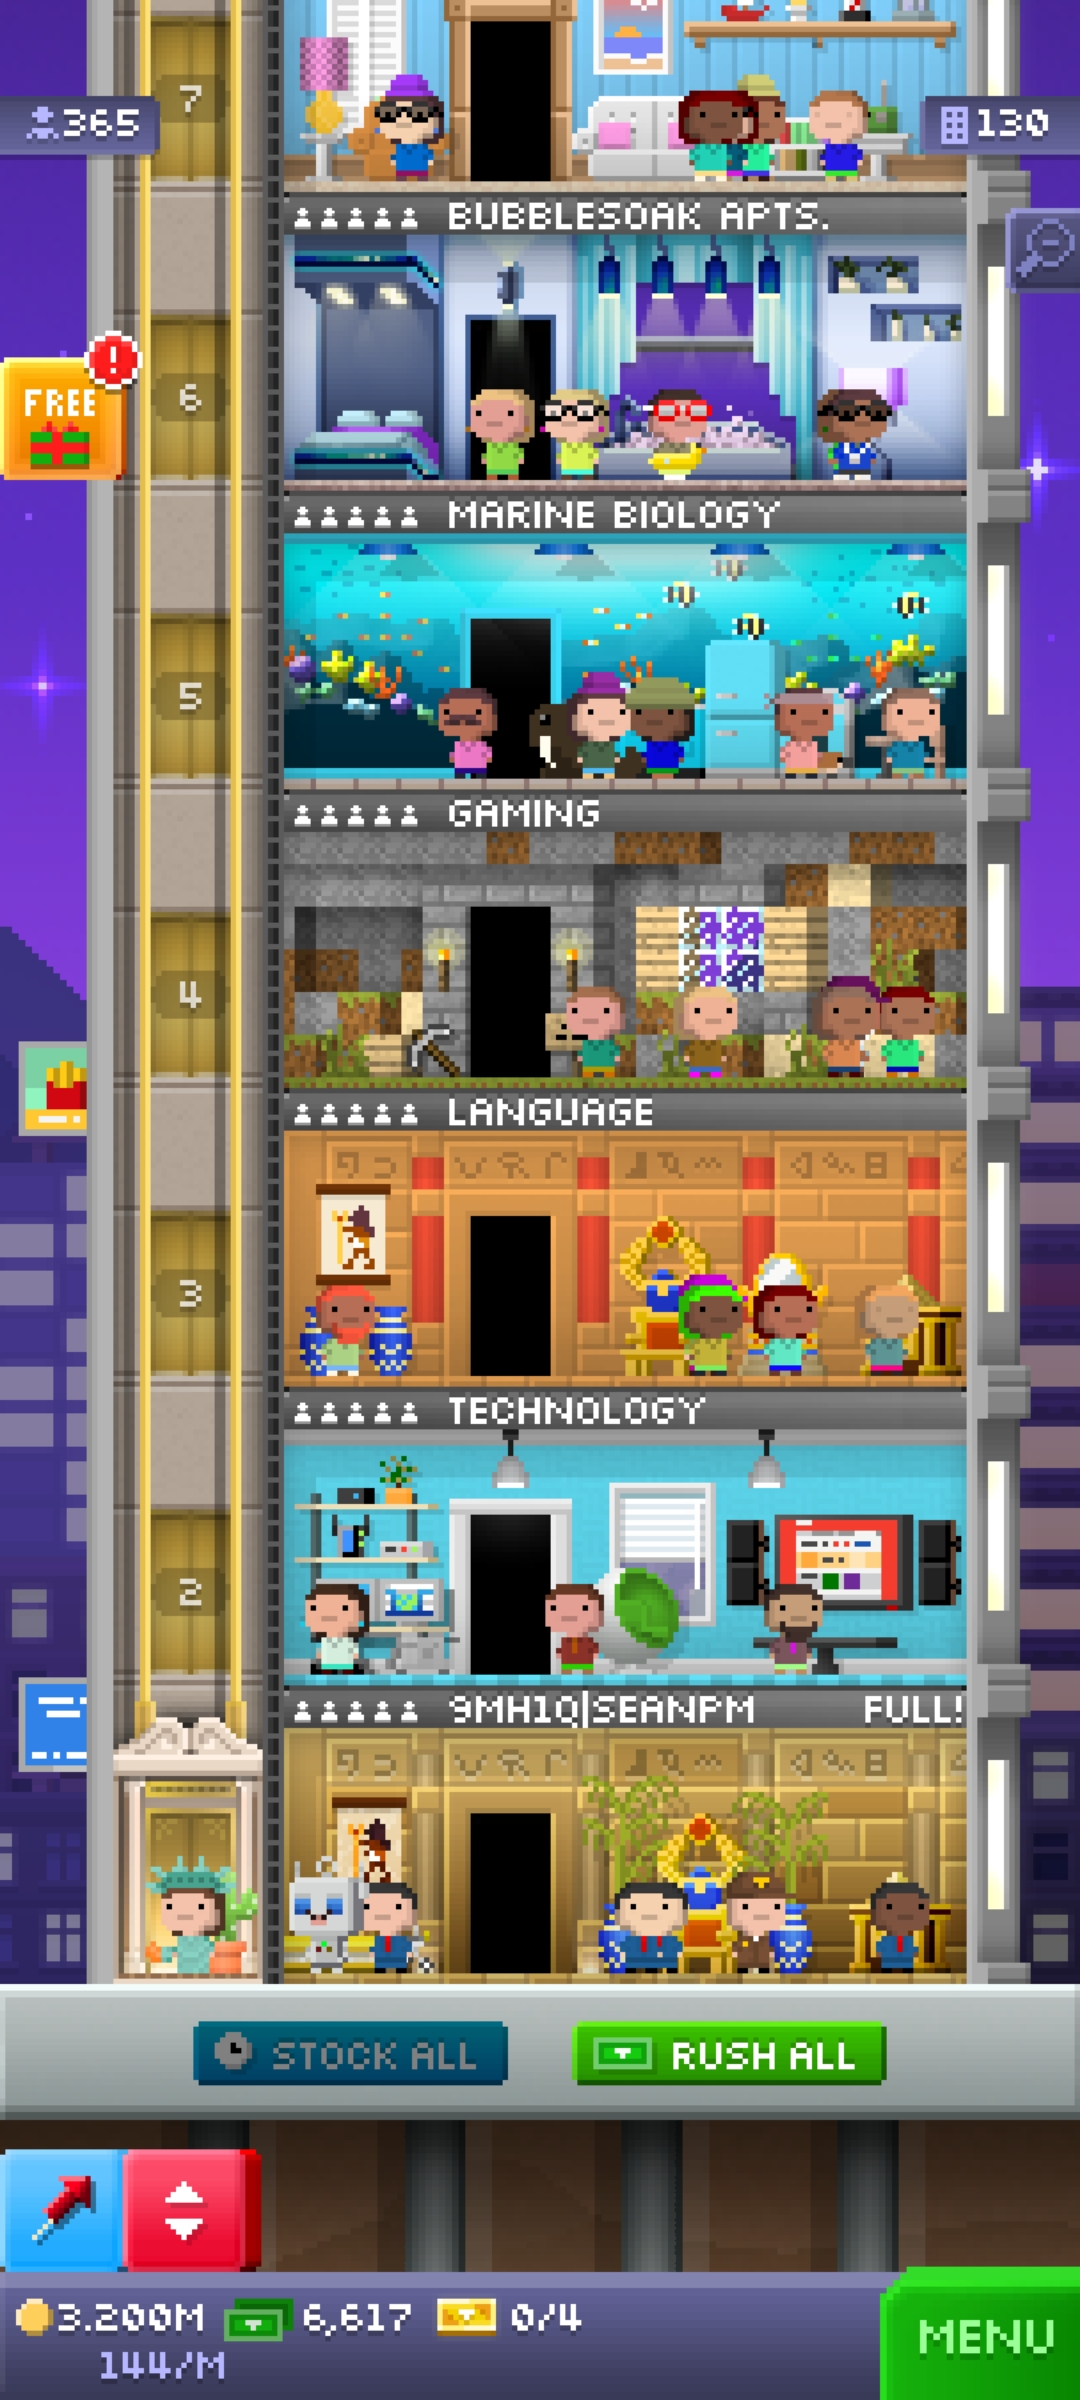 7
365
130
BUBBLESOAK APTS.
FREE
6
MARINE BIOLOGY
5
GAMING
4
LANGUAGE
3
TECHNOLOGY
2
9MH1Q|SEANPM FULL!
STOCK ALL
RUSH ALL
3.200M 6,617 0/4
144/M
MENU